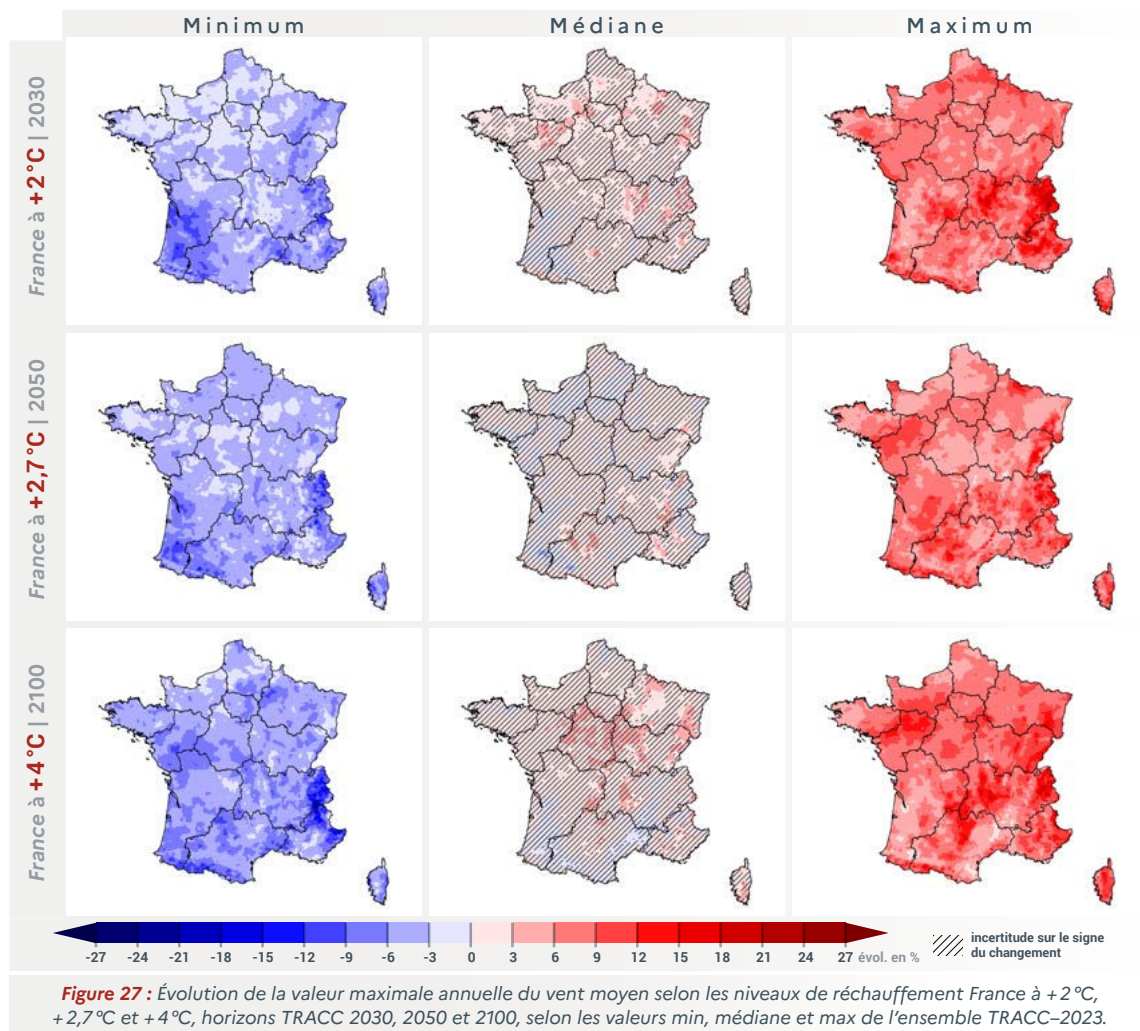 Minimum
Médiane
Maximum
France à +2°C | 2030
France à +2,7°C | 2050
France à +4°C | 2100
-27 -24 -21 -18 -15 -12 -9 -6 -3 0 3 6 9 12 15 18 21 24 27 évol. en %
incertitude sur le signe
du changement
Figure 27 : Évolution de la valeur maximale annuelle du vent moyen selon les niveaux de réchauffement France à +2°C,
+2,7°C et +4°C, horizons TRACC 2030, 2050 et 2100, selon les valeurs min, médiane et max de l'ensemble TRACC–2023.